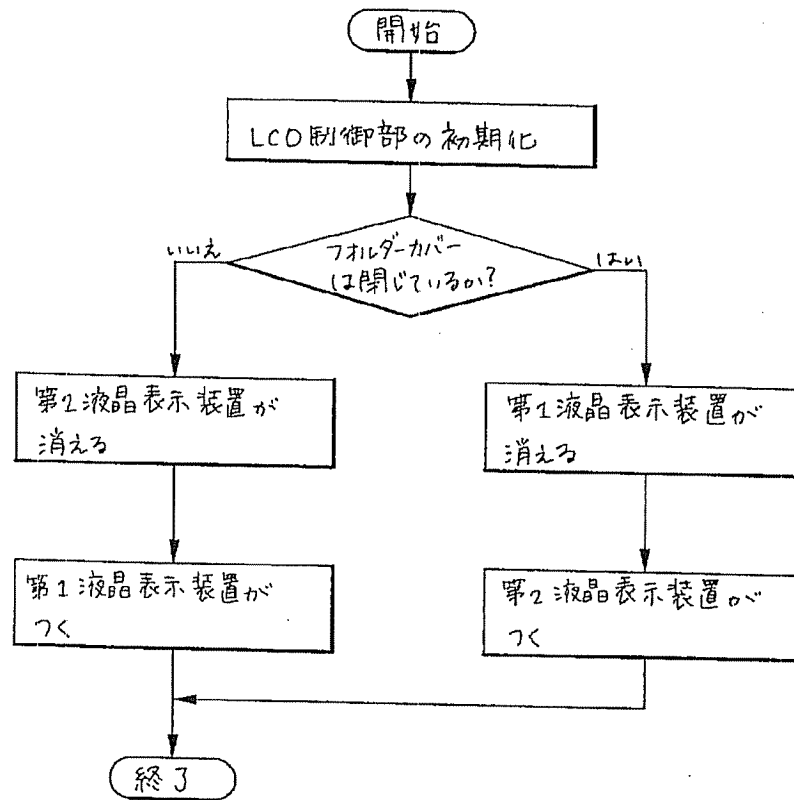 開始
LCD制御部の初期化
フォルダーカバー
は閉じているか?
いいえ
はい
第2液晶表示装置が
消える
第1液晶表示装置が
消える
第1液晶表示装置が
つく
第2液晶表示装置が
つく
終了